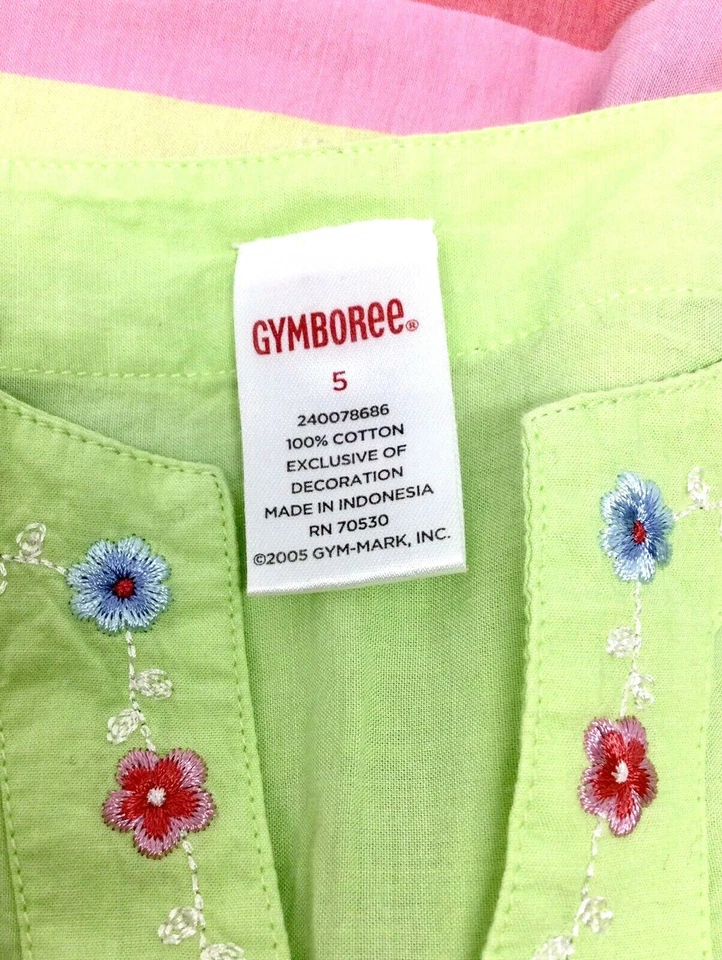 GYMBORee®
5
240078686
100% COTTON
EXCLUSIVE OF
DECORATION
MADE IN INDONESIA
RN 70530
©2005 GYM-MARK, INC.